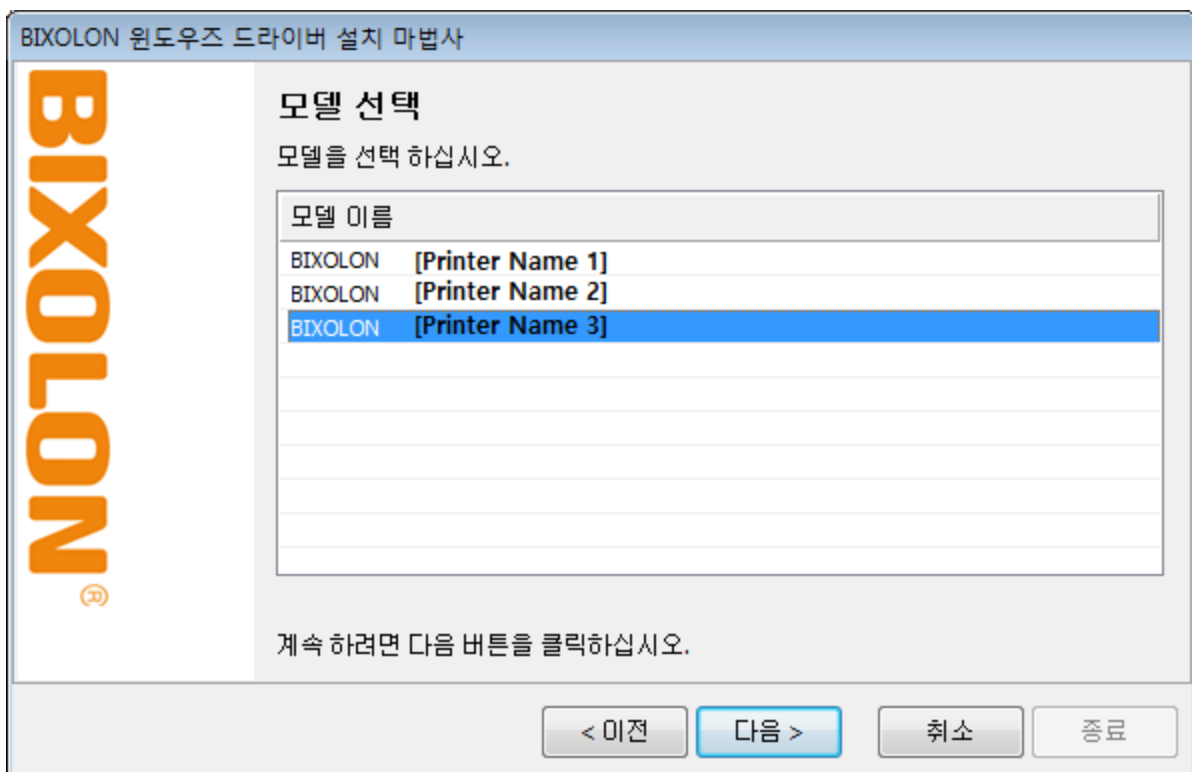 BIXOLON 윈도우즈 드라이버 설치 마법사
BIXOLON®
모델 선택
모델을 선택 하십시오.
모델 이름
BIXOLON [Printer Name 1]
BIXOLON [Printer Name 2]
BIXOLON [Printer Name 3]
계속 하려면 다음 버튼을 클릭하십시오.
< 이전 다음 > 취소 종료